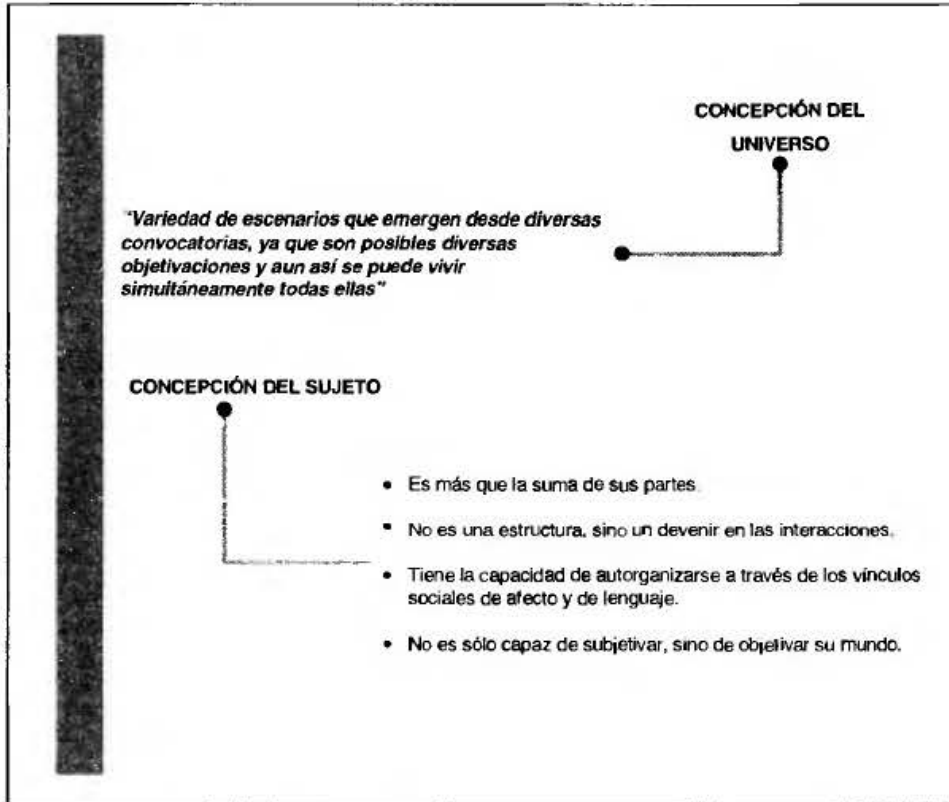 CONCEPCIÓN DEL
UNIVERSO
"Variedad de escenarios que emergen desde diversas
convocatorias, ya que son posibles diversas
objetivaciones y aun así se puede vivir
simultáneamente todas ellas"
CONCEPCIÓN DEL SUJETO
• Es más que la suma de sus partes.
• No es una estructura, sino un devenir en las interacciones.
• Tiene la capacidad de autorganizarse a través de los vínculos
sociales de afecto y de lenguaje.
• No es sólo capaz de subjetivar, sino de objetivar su mundo.